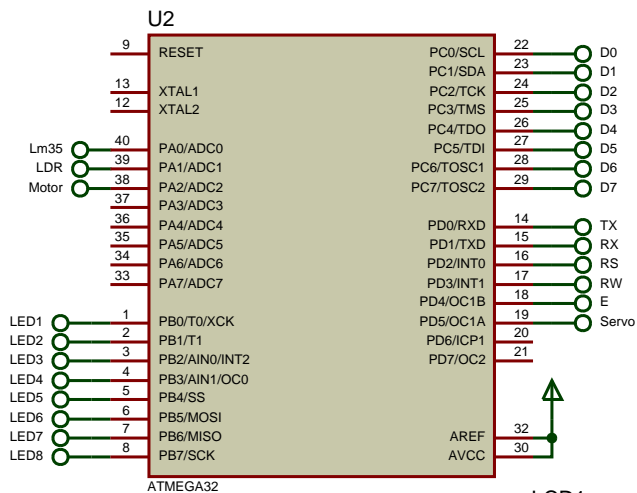 U2
9 RESET PC0/SCL 22 D0
PC1/SDA 23 D1
13 XTAL1 PC2/TCK 24 D2
12 XTAL2 PC3/TMS 25 D3
PC4/TDO 26 D4
Lm35 40 PA0/ADC0 PC5/TDI 27 D5
LDR 39 PA1/ADC1 PC6/TOSC1 28 D6
Motor 38 PA2/ADC2 PC7/TOSC2 29 D7
37 PA3/ADC3
36 PA4/ADC4 PD0/RXD 14 TX
35 PA5/ADC5 PD1/TXD 15 RX
34 PA6/ADC6 PD2/INT0 16 RS
33 PA7/ADC7 PD3/INT1 17 RW
PD4/OC1B 18 E
LED1 1 PB0/T0/XCK PD5/OC1A 19 Servo
LED2 2 PB1/T1 PD6/ICP1 20
LED3 3 PB2/AIN0/INT2 PD7/OC2 21
LED4 4 PB3/AIN1/OC0
LED5 5 PB4/SS
LED6 6 PB5/MOSI
LED7 7 PB6/MISO AREF 32
LED8 8 PB7/SCK AVCC 30
ATMEGA32